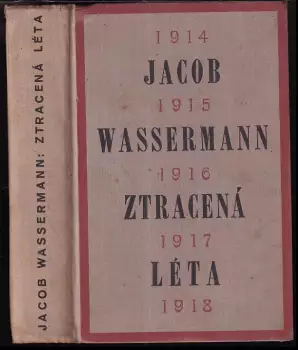 JACOB WASSERMANN: ZTRACENÁ LÉTA
1914
JACOB
1915
WASSERMANN
1916
ZTRACENÁ
1917
LÉTA
1918